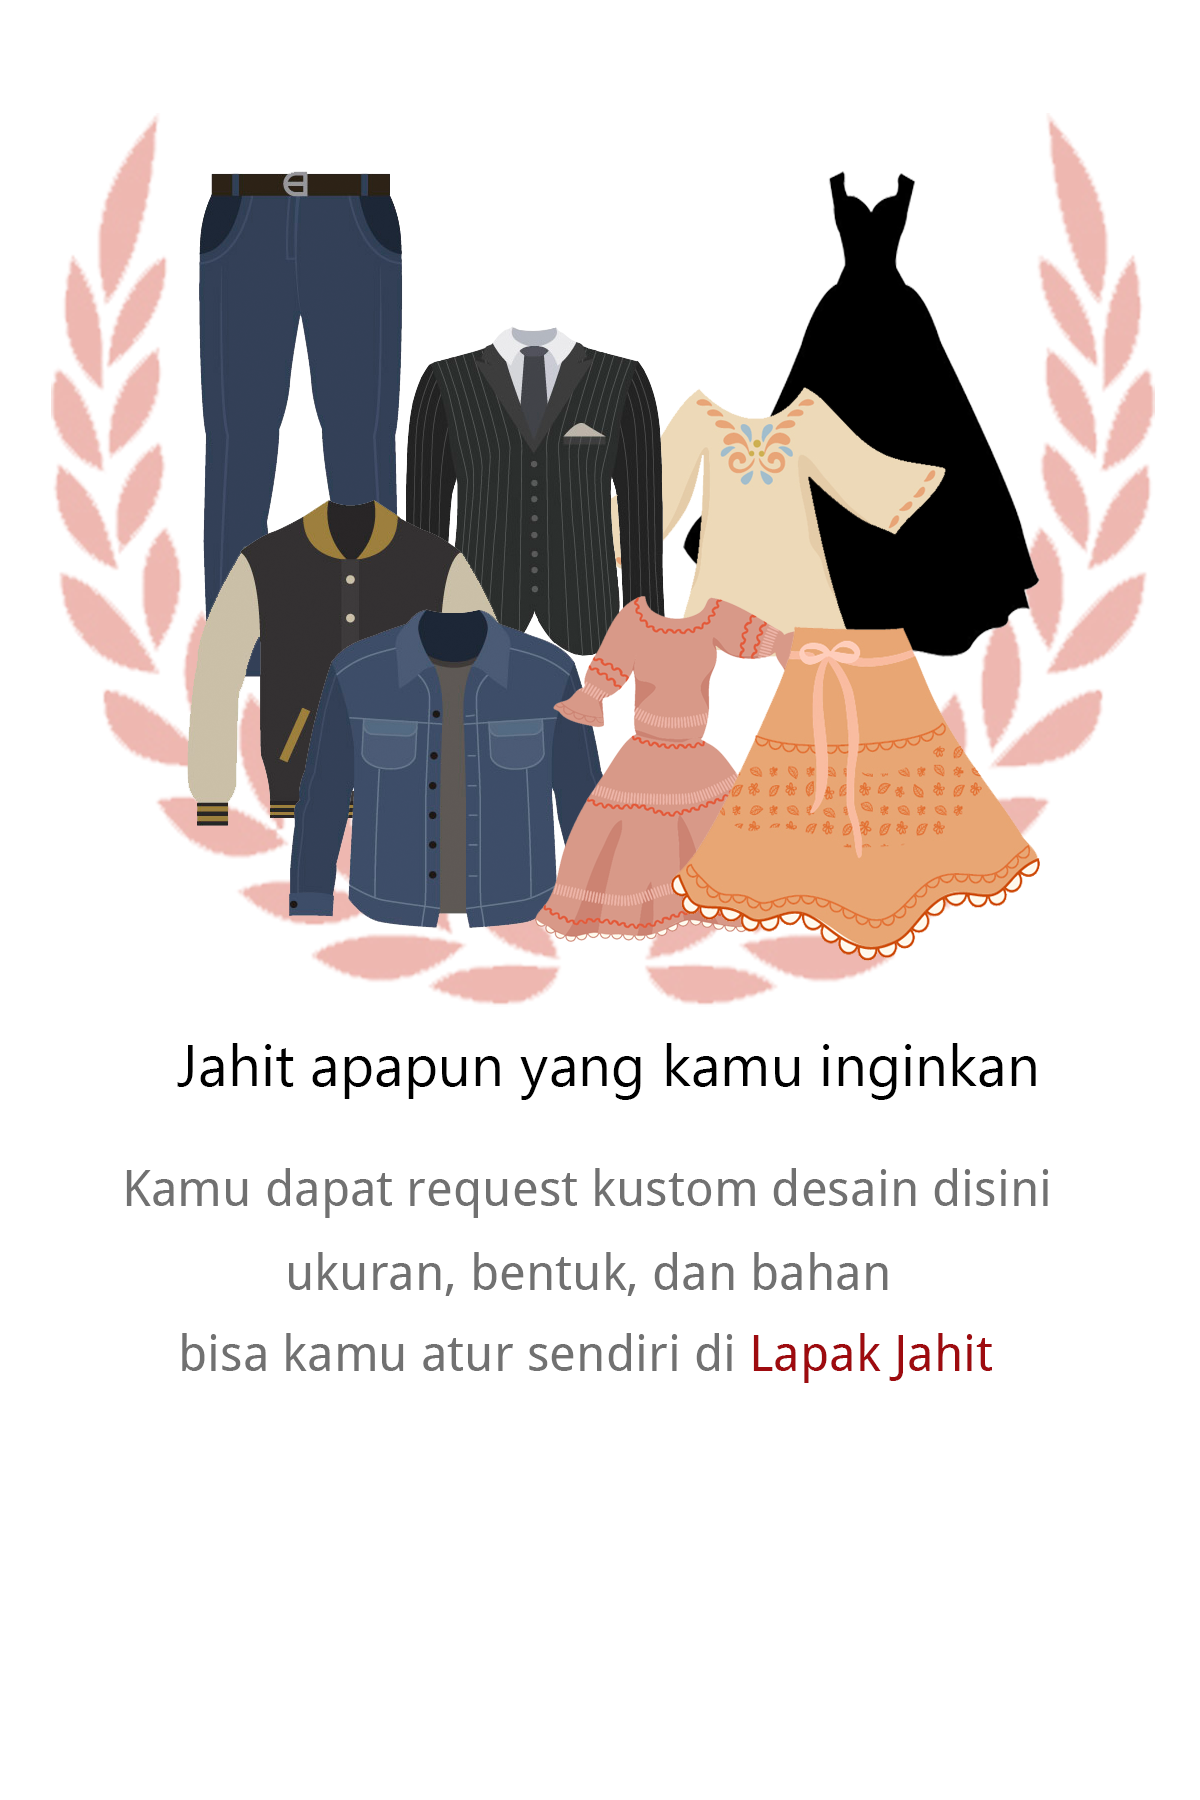 Jahit apapun yang kamu inginkan
Kamu dapat request kustom desain disini
ukuran, bentuk, dan bahan
bisa kamu atur sendiri di Lapak Jahit